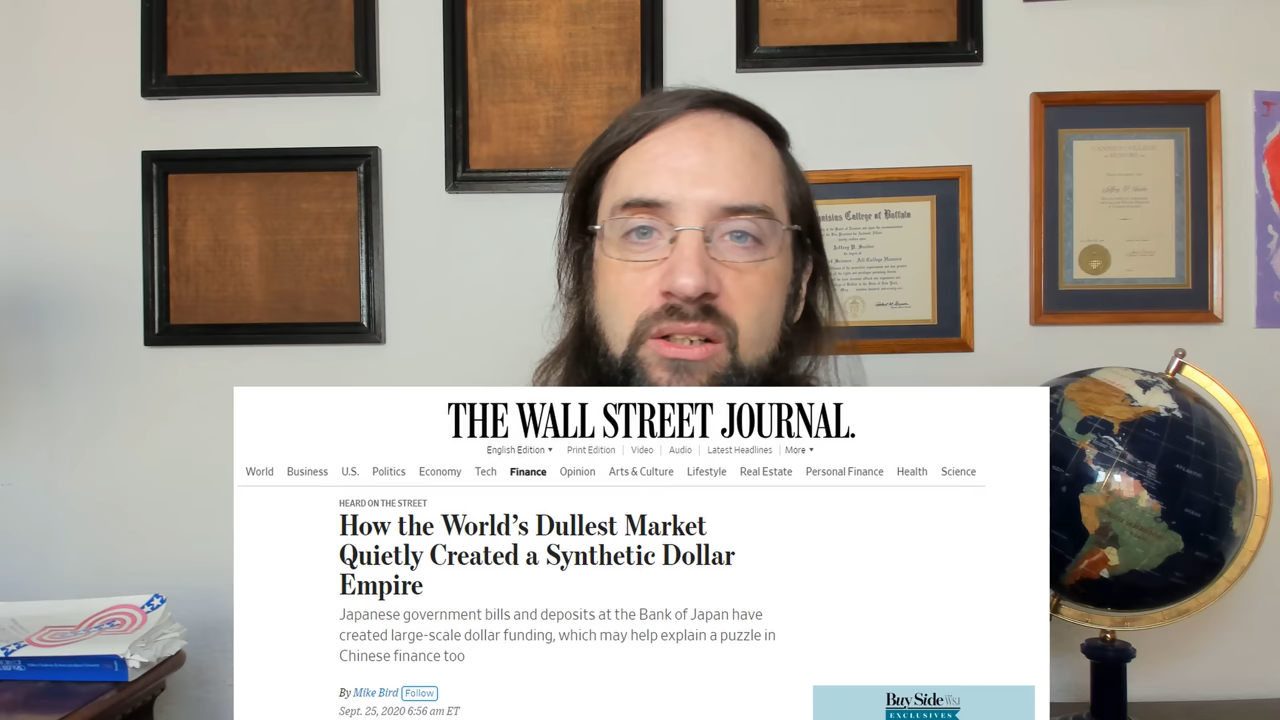 Canisius College of Buffalo
THE WALL STREET JOURNAL.
English Edition ▾ Print Edition | Video | Audio | Latest Headlines | More ▾
World Business U.S. Politics Economy Tech Finance Opinion Arts & Culture Lifestyle Real Estate Personal Finance Health Science
HEARD ON THE STREET
How the World’s Dullest Market
Quietly Created a Synthetic Dollar
Empire
Japanese government bills and deposits at the Bank of Japan have
created large-scale dollar funding, which may help explain a puzzle in
Chinese finance too
By Mike Bird Follow
Sept. 25, 2020 6:56 am ET
Buy Side WSJ
EXCLUSIVES